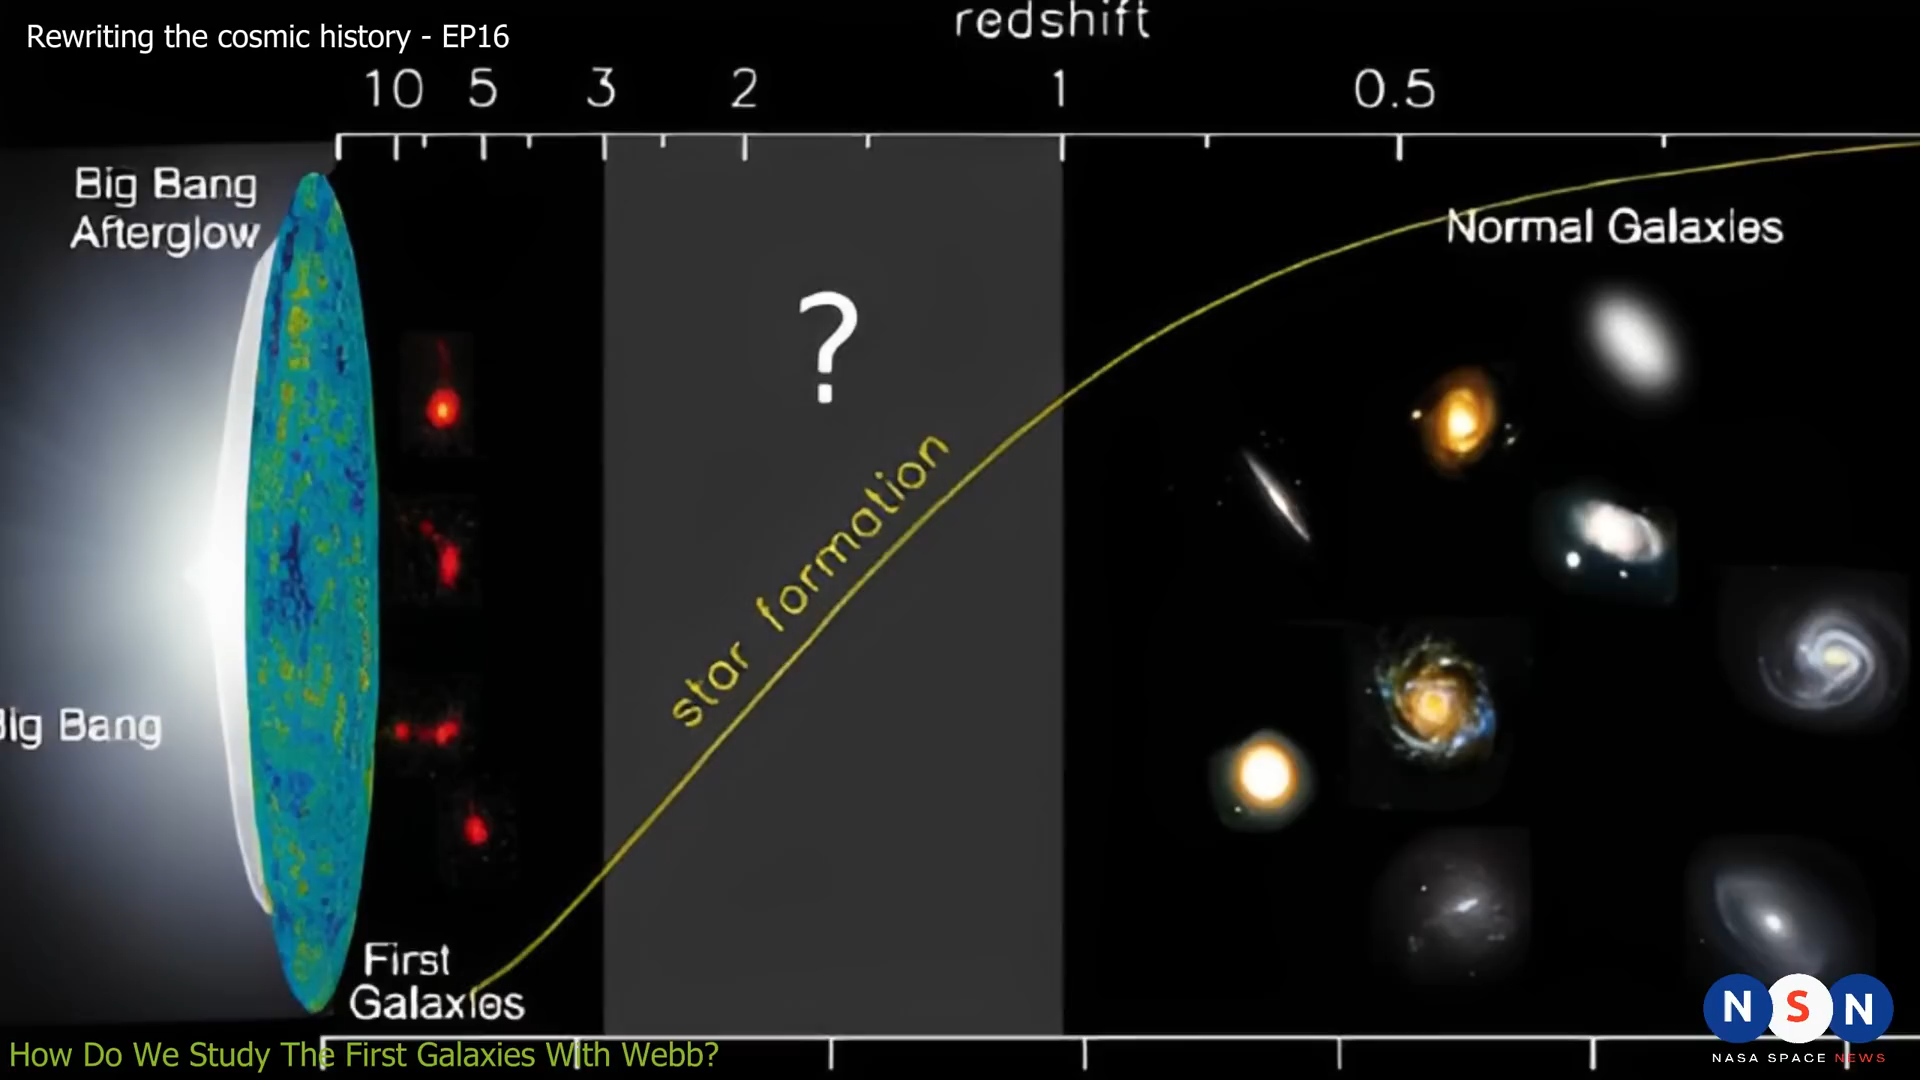 Rewriting the cosmic history - EP16
redshift
10 5 3 2 1 0.5
Big Bang
Afterglow
Normal Galaxies
?
star formation
Big Bang
First
Galaxies
How Do We Study The First Galaxies With Webb?
NSN
NASA SPACE NEWS